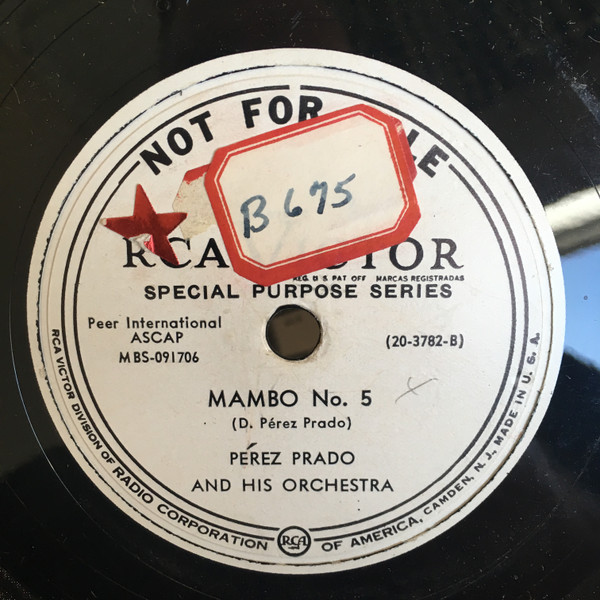 NOT FOR
B 675
RCA VICTOR
REG. U S PAT OFF MARCAS REGISTRADAS
SPECIAL PURPOSE SERIES
Peer International
ASCAP
MBS-091706
(20-3782-B)
MAMBO No. 5
(D. Pérez Prado)
PÉREZ PRADO
AND HIS ORCHESTRA
RCA VICTOR DIVISION OF RADIO CORPORATION RCA OF AMERICA, CAMDEN, N. J., MADE IN U. S. A.